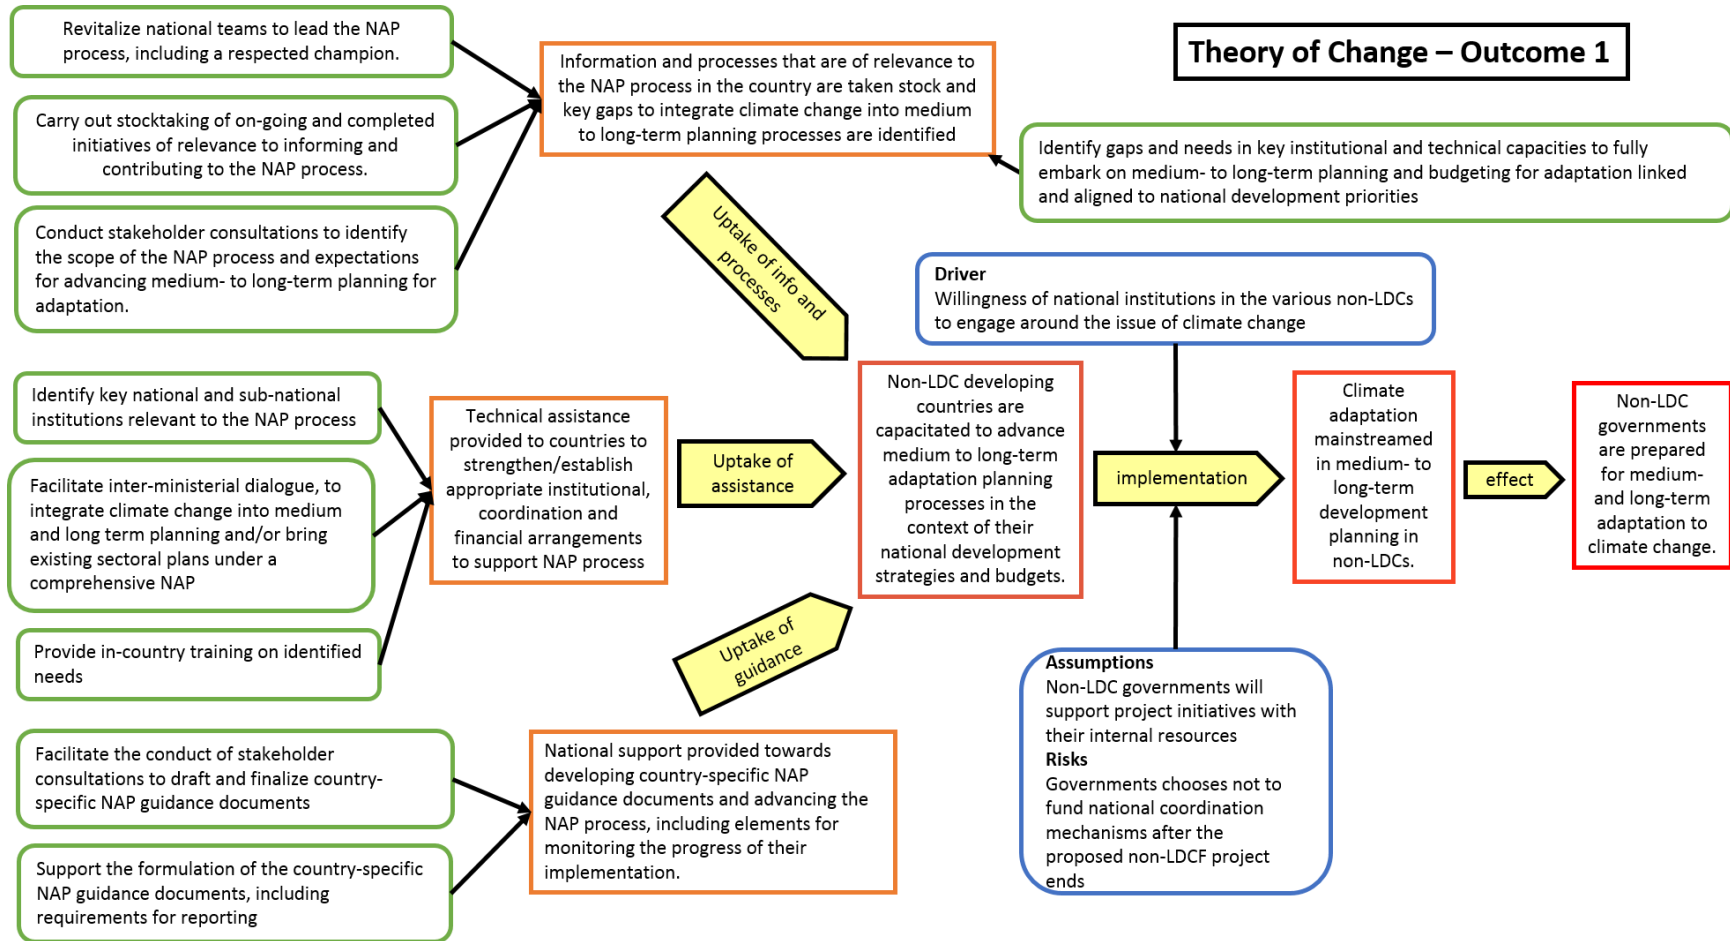 Theory of Change – Outcome 1
Revitalize national teams to lead the NAP
process, including a respected champion.
Carry out stocktaking of on-going and completed
initiatives of relevance to informing and
contributing to the NAP process.
Conduct stakeholder consultations to identify
the scope of the NAP process and expectations
for advancing medium- to long-term planning for
adaptation.
Information and processes that are of relevance to
the NAP process in the country are taken stock and
key gaps to integrate climate change into medium
to long-term planning processes are identified
Identify gaps and needs in key institutional and technical capacities to fully
embark on medium- to long-term planning and budgeting for adaptation linked
and aligned to national development priorities
Uptake of info and
processes
Driver
Willingness of national institutions in the various non-LDCs
to engage around the issue of climate change
Identify key national and sub-national
institutions relevant to the NAP process
Facilitate inter-ministerial dialogue, to
integrate climate change into medium
and long term planning and/or bring
existing sectoral plans under a
comprehensive NAP
Provide in-country training on identified
needs
Technical assistance
provided to countries to
strengthen/establish
appropriate institutional,
coordination and
financial arrangements
to support NAP process
Uptake of
assistance
Non-LDC developing
countries are
capacitated to advance
medium to long-term
adaptation planning
processes in the
context of their
national development
strategies and budgets.
implementation
Climate
adaptation
mainstreamed
in medium- to
long-term
development
planning in
non-LDCs.
effect
Non-LDC
governments
are prepared
for medium-
and long-term
adaptation to
climate change.
Uptake of
guidance
Assumptions
Non-LDC governments will
support project initiatives with
their internal resources
Risks
Governments chooses not to
fund national coordination
mechanisms after the
proposed non-LDCF project
ends
Facilitate the conduct of stakeholder
consultations to draft and finalize country-
specific NAP guidance documents
Support the formulation of the country-specific
NAP guidance documents, including
requirements for reporting
National support provided towards
developing country-specific NAP
guidance documents and advancing the
NAP process, including elements for
monitoring the progress of their
implementation.